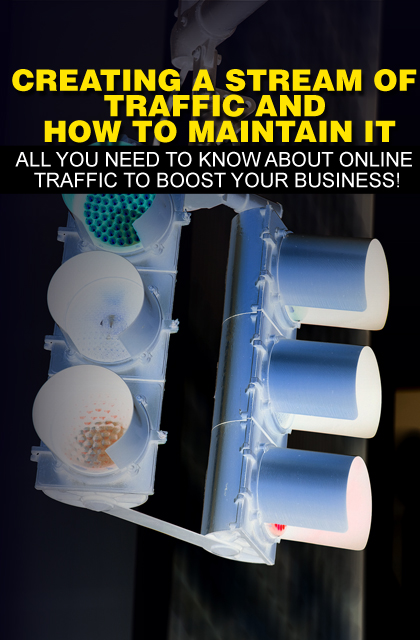 CREATING A STREAM OF
TRAFFIC AND
HOW TO MAINTAIN IT
ALL YOU NEED TO KNOW ABOUT ONLINE
TRAFFIC TO BOOST YOUR BUSINESS!